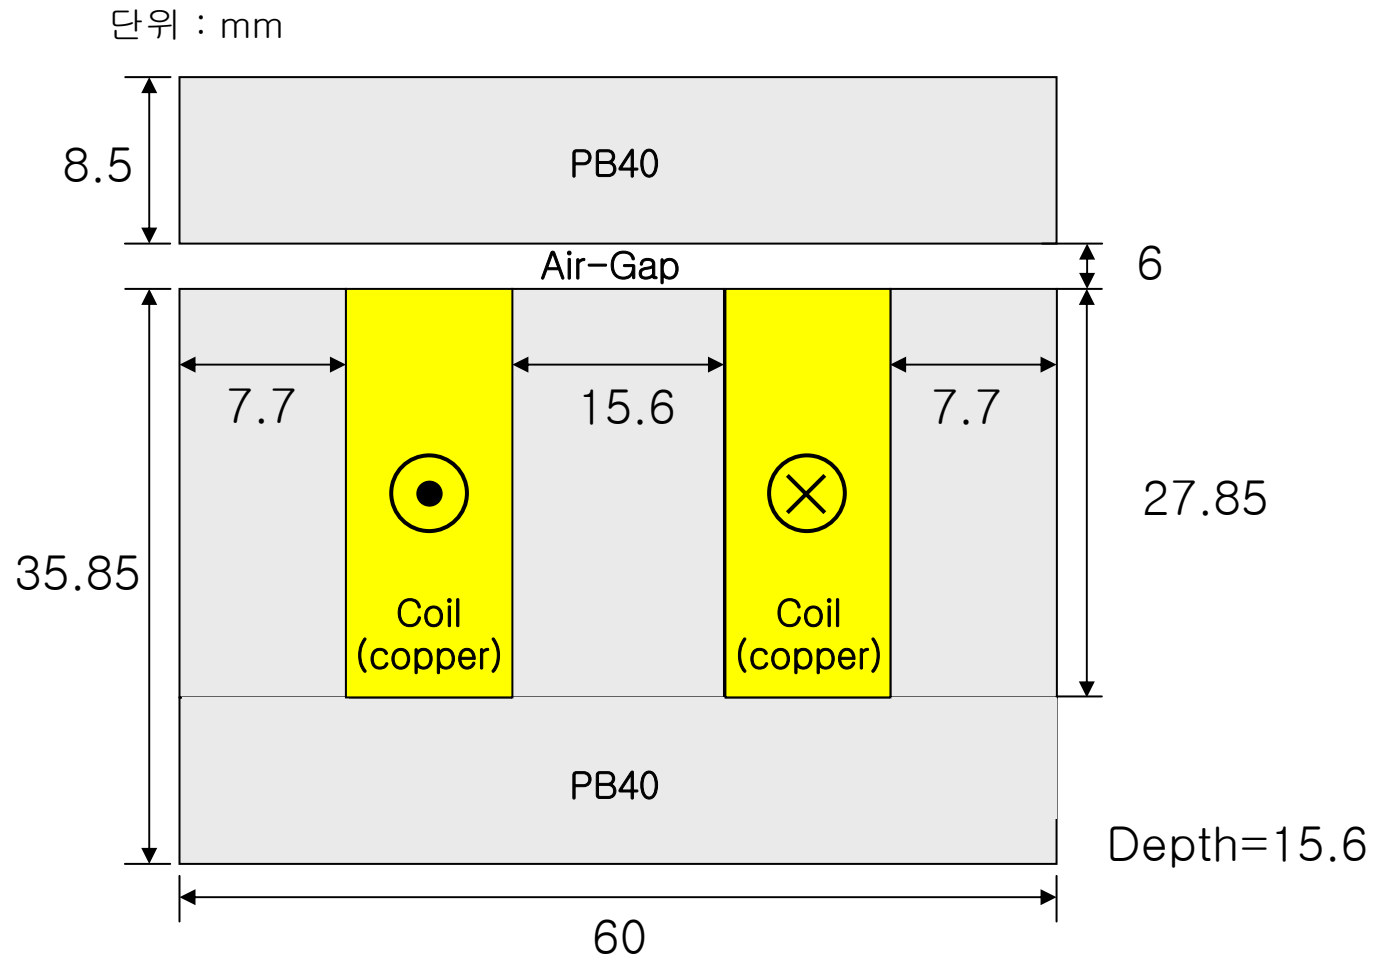 단위 : mm
8.5
PB40
Air-Gap
6
7.7
15.6
7.7
27.85
35.85
Coil
(copper)
Coil
(copper)
PB40
Depth=15.6
60